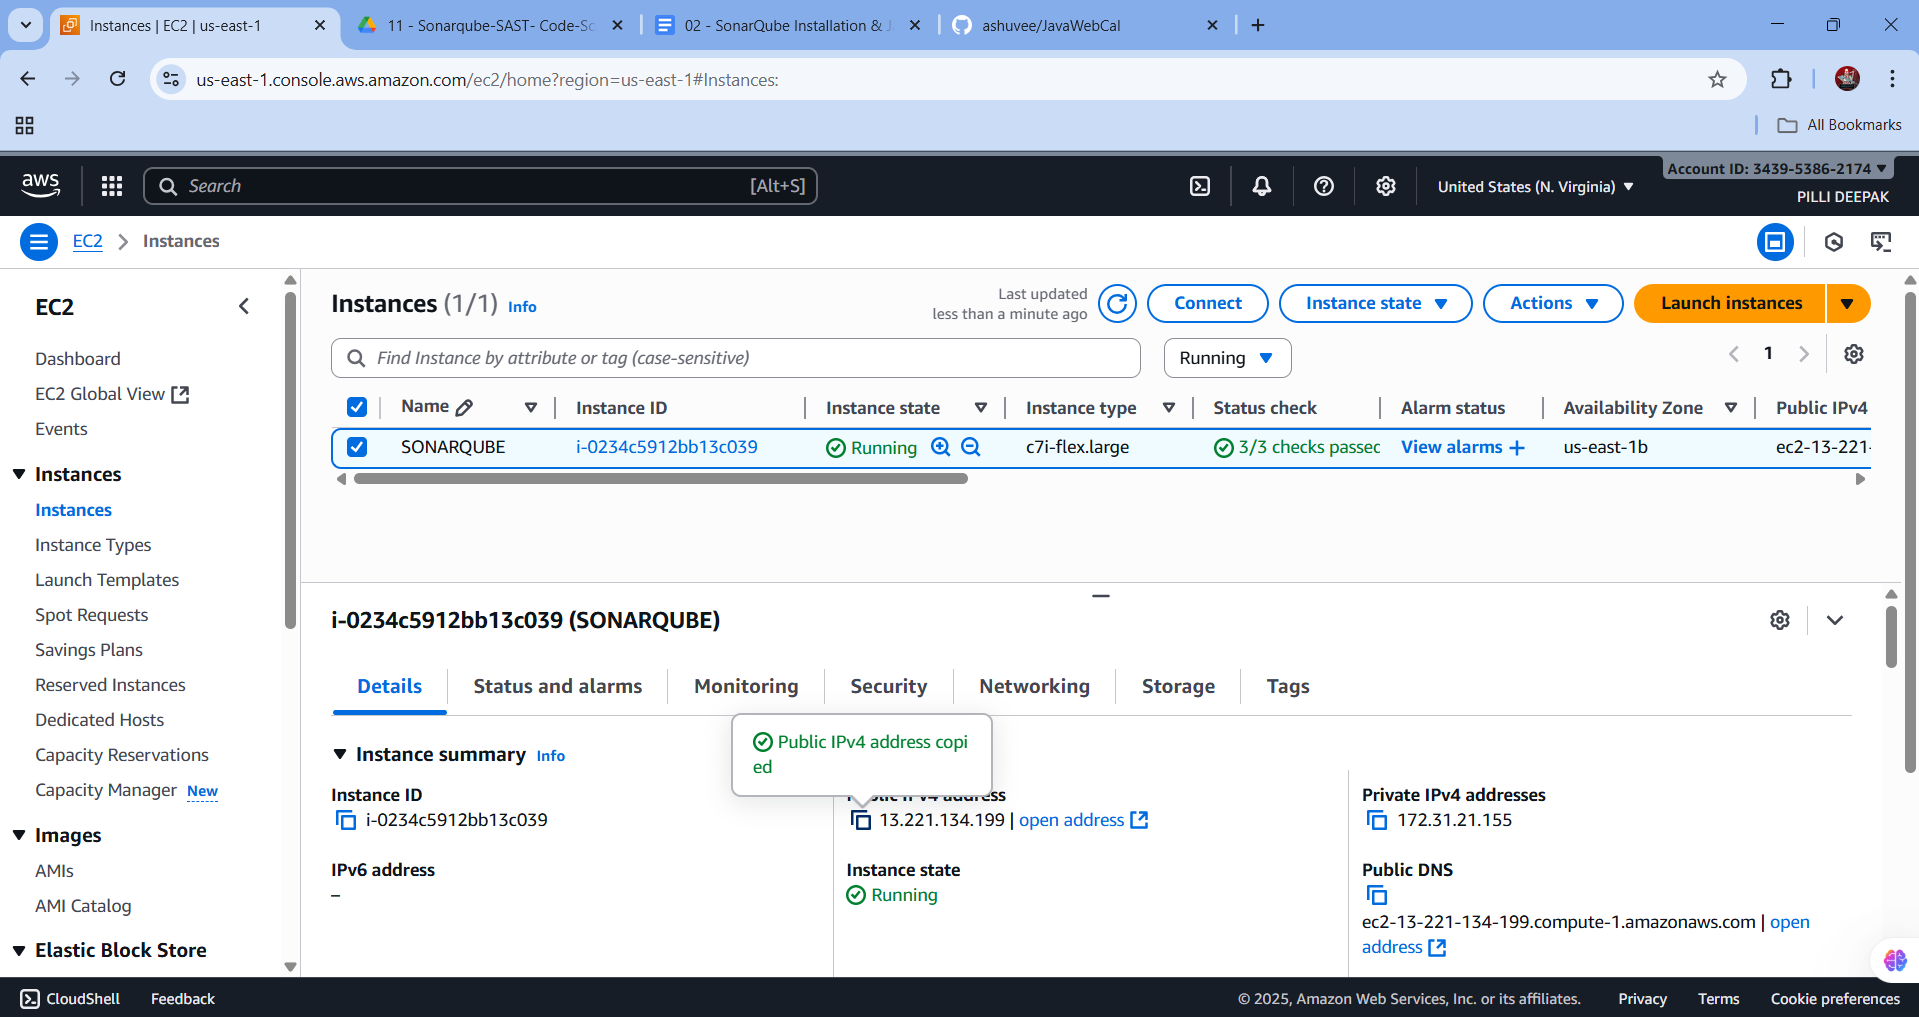 Instances | EC2 | us-east-1
11 - Sonarqube-SAST- Code-Sc
02 - SonarQube Installation & J
ashuvee/JavaWebCal
us-east-1.console.aws.amazon.com/ec2/home?region=us-east-1#Instances:
All Bookmarks
aws
Search
[Alt+S]
United States (N. Virginia)
Account ID: 3439-5386-2174
PILLI DEEPAK
EC2
Instances
EC2
Dashboard
EC2 Global View
Events
Instances
Instances
Instance Types
Launch Templates
Spot Requests
Savings Plans
Reserved Instances
Dedicated Hosts
Capacity Reservations
Capacity Manager New
Images
AMIs
AMI Catalog
Elastic Block Store
Instances (1/1) Info
Last updated
less than a minute ago
Connect
Instance state
Actions
Launch instances
Find Instance by attribute or tag (case-sensitive)
Running
1
Name Instance ID Instance state Instance type Status check Alarm status Availability Zone Public IPv4
SONARQUBE i-0234c5912bb13c039 Running c7i-flex.large 3/3 checks passed View alarms + us-east-1b ec2-13-221-
i-0234c5912bb13c039 (SONARQUBE)
Details Status and alarms Monitoring Security Networking Storage Tags
Public IPv4 address copi
ed
Instance summary Info
Instance ID
i-0234c5912bb13c039
Public IPv4 address
13.221.134.199 | open address
Private IPv4 addresses
172.31.21.155
IPv6 address
–
Instance state
Running
Public DNS
ec2-13-221-134-199.compute-1.amazonaws.com | open
address
CloudShell Feedback
© 2025, Amazon Web Services, Inc. or its affiliates. Privacy Terms Cookie preferences